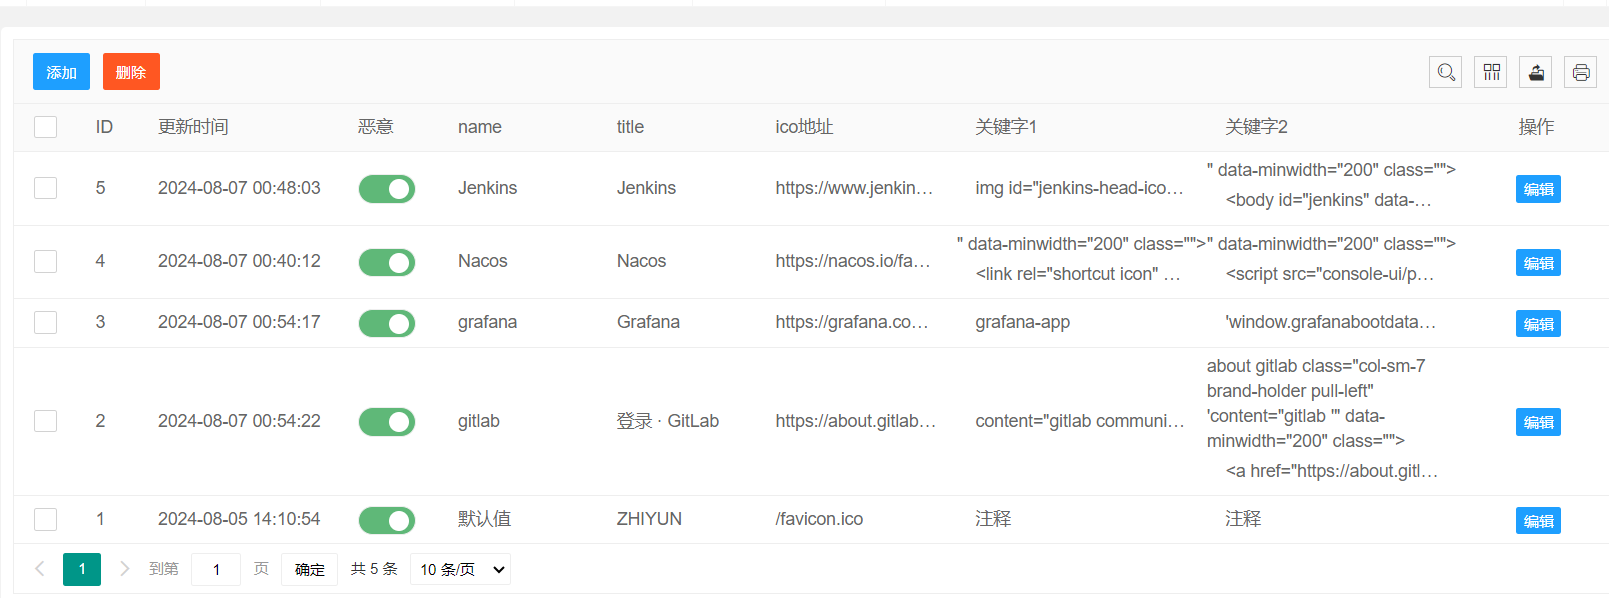 添加 删除
ID 更新时间 恶意 name title ico地址 关键字1 关键字2 操作
" data-minwidth="200" class="">
5 2024-08-07 00:48:03 Jenkins Jenkins https://www.jenkin… img id="jenkins-head-ico… <body id="jenkins" data-… 编辑
" data-minwidth="200" class="">" data-minwidth="200" class="">
4 2024-08-07 00:40:12 Nacos Nacos https://nacos.io/fa… <link rel="shortcut icon" … <script src="console-ui/p… 编辑
3 2024-08-07 00:54:17 grafana Grafana https://grafana.co… grafana-app 'window.grafanabootdata… 编辑
about gitlab class="col-sm-7
brand-holder pull-left"
'content="gitlab '" data-
minwidth="200" class="">
2 2024-08-07 00:54:22 gitlab 登录 · GitLab https://about.gitlab… content="gitlab communi… <a href="https://about.gitl… 编辑
1 2024-08-05 14:10:54 默认值 ZHIYUN /favicon.ico 注释 注释 编辑
1 到第 1 页 确定 共 5 条 10 条/页